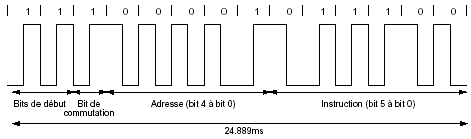 1 1 1 0 0 0 0 1 0 1 1 1 0 0
Bits de début Bit de commutation Adresse (bit 4 à bit 0) Instruction (bit 5 à bit 0)
24.889ms